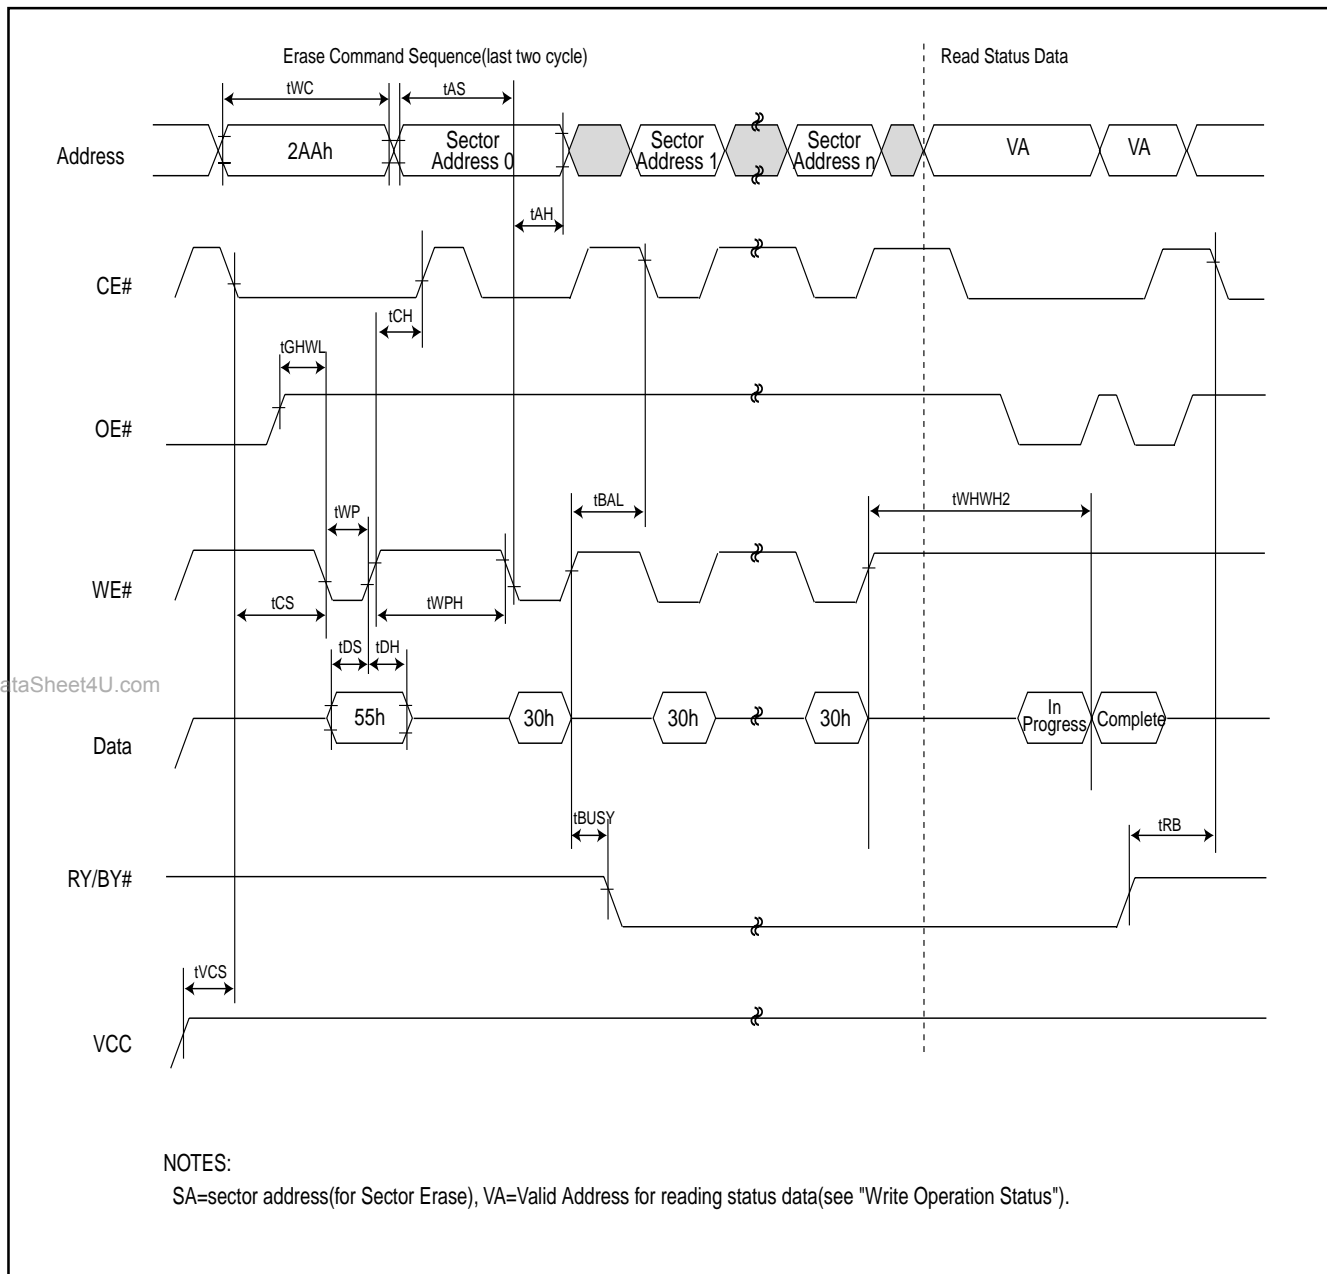 Erase Command Sequence(last two cycle)
Read Status Data
tWC
tAS
Address
2AAh
Sector
Address 0
Sector
Address 1
Sector
Address n
VA
VA
tAH
CE#
tCH
tGHWL
OE#
tBAL
tWHWH2
tWP
WE#
tCS
tWPH
tDS
tDH
ataSheet4U.com
55h
30h
30h
30h
In
Progress
Complete
Data
tBUSY
tRB
RY/BY#
tVCS
VCC
NOTES:
SA=sector address(for Sector Erase), VA=Valid Address for reading status data(see "Write Operation Status").